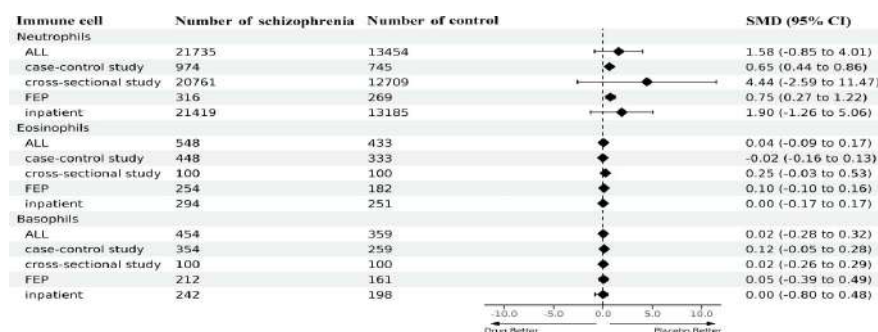 Immune cell Number of schizophrenia Number of control SMD (95% CI)
Neutrophils
ALL 21735 13454 1.58 (-0.85 to 4.01)
case-control study 974 745 0.65 (0.44 to 0.86)
cross-sectional study 20761 12709 4.44 (-2.59 to 11.47)
FEP 316 269 0.75 (0.27 to 1.22)
inpatient 21419 13185 1.90 (-1.26 to 5.06)
Eosinophils
ALL 548 433 0.04 (-0.09 to 0.17)
case-control study 448 333 -0.02 (-0.16 to 0.13)
cross-sectional study 100 100 0.25 (-0.03 to 0.53)
FEP 254 182 0.10 (-0.10 to 0.16)
inpatient 294 251 0.00 (-0.17 to 0.17)
Basophils
ALL 454 359 0.02 (-0.28 to 0.32)
case-control study 354 259 0.12 (-0.05 to 0.28)
cross-sectional study 100 100 0.02 (-0.26 to 0.29)
FEP 212 161 0.05 (-0.39 to 0.49)
inpatient 242 198 0.00 (-0.80 to 0.48)
-10.0 -5.0 0.0 5.0 10.0
Drug Better Placebo Better